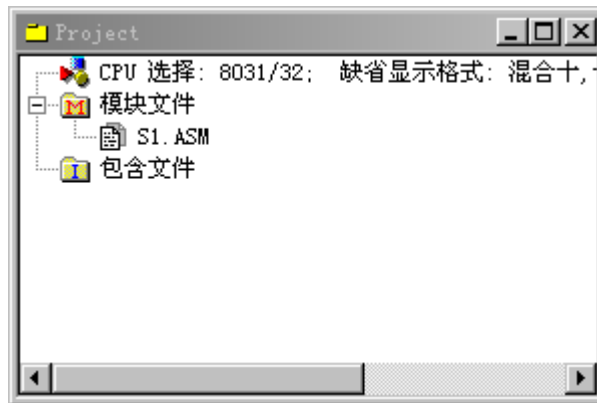 Project
CPU 选择: 8031/32; 缺省显示格式: 混合十,
M 模块文件
S1.ASM
I 包含文件